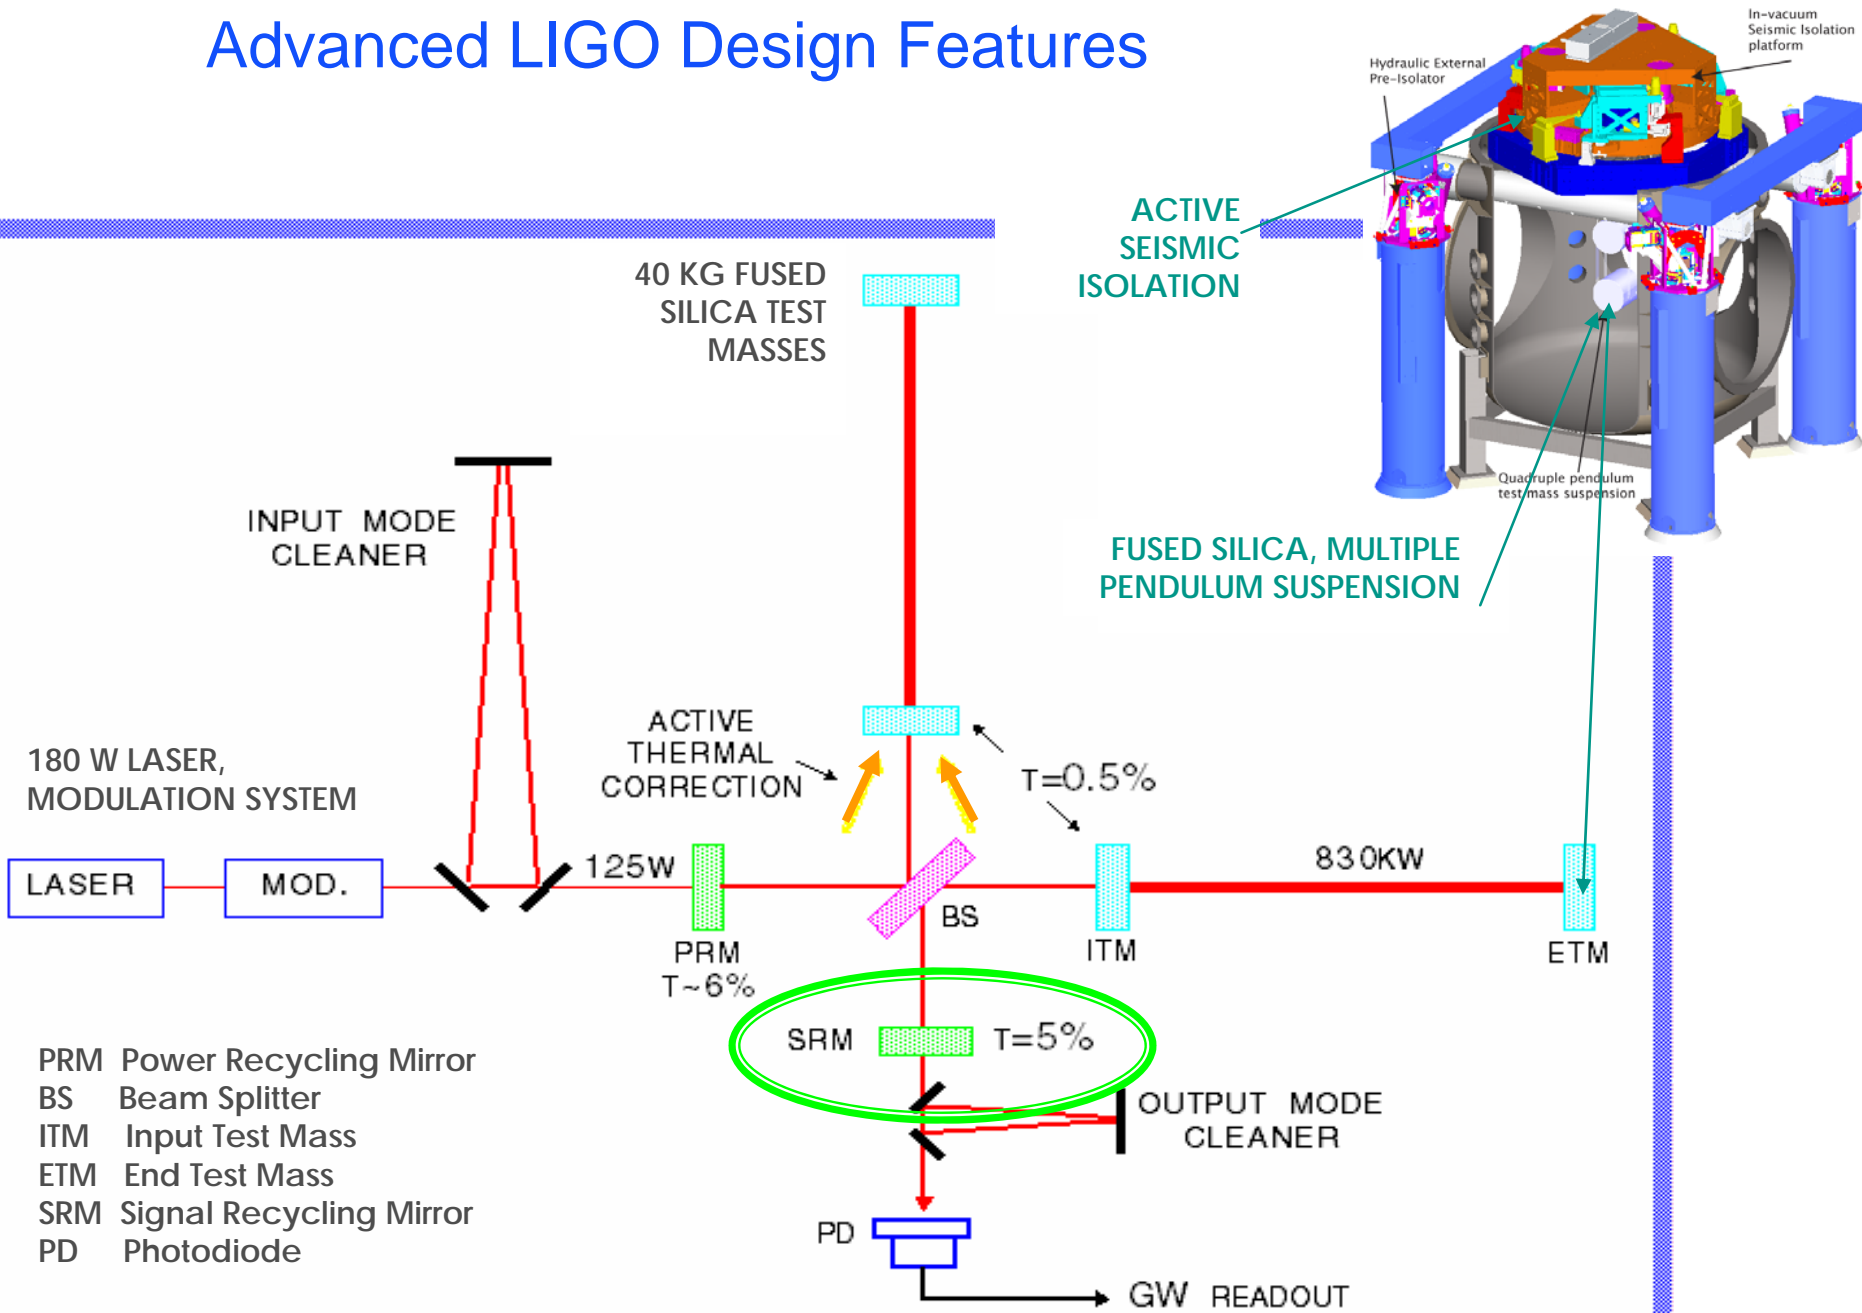 Advanced LIGO Design Features
In-vacuum
Seismic Isolation
platform
Hydraulic External
Pre-Isolator
ACTIVE
SEISMIC
ISOLATION
40 KG FUSED
SILICA TEST
MASSES
Quadruple pendulum
test mass suspension
INPUT MODE
CLEANER
FUSED SILICA, MULTIPLE
PENDULUM SUSPENSION
ACTIVE
THERMAL
CORRECTION
T=0.5%
180 W LASER,
MODULATION SYSTEM
LASER
MOD.
125W
830KW
BS
PRM
T~6%
ITM
ETM
SRM
T=5%
OUTPUT MODE
CLEANER
PRM Power Recycling Mirror
BS Beam Splitter
ITM Input Test Mass
ETM End Test Mass
SRM Signal Recycling Mirror
PD Photodiode
PD
GW READOUT